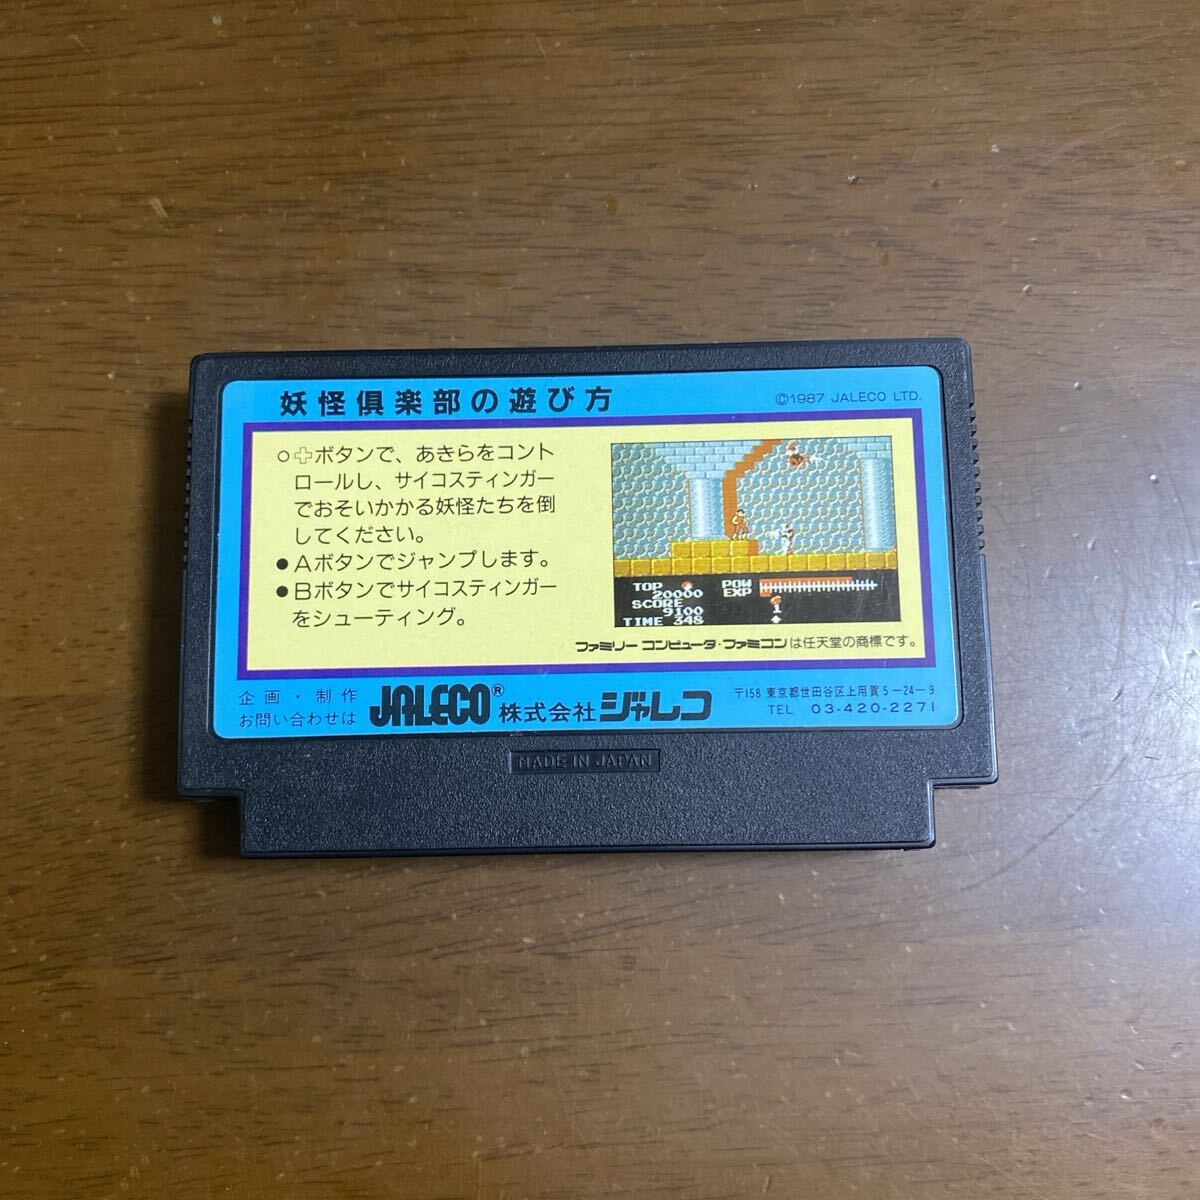 妖怪倶楽部の遊び方
©1987 JALECO LTD.
○✚ボタンで、あきらをコント
ロールし、サイコスティンガー
でおそいかかる妖怪たちを倒
してください。
●Aボタンでジャンプします。
●Bボタンでサイコスティンガー
をシューティング。
TOP
20000
SCORE
9100
TIME 348
POW
EXP
1
ファミリー コンピュータ・ファミコンは任天堂の商標です。
企画・制作
お問い合わせは
JALECO® 株式会社ジャレコ
〒158 東京都世田谷区上用賀5-24-9
TEL 03-420-2271
MADE IN JAPAN